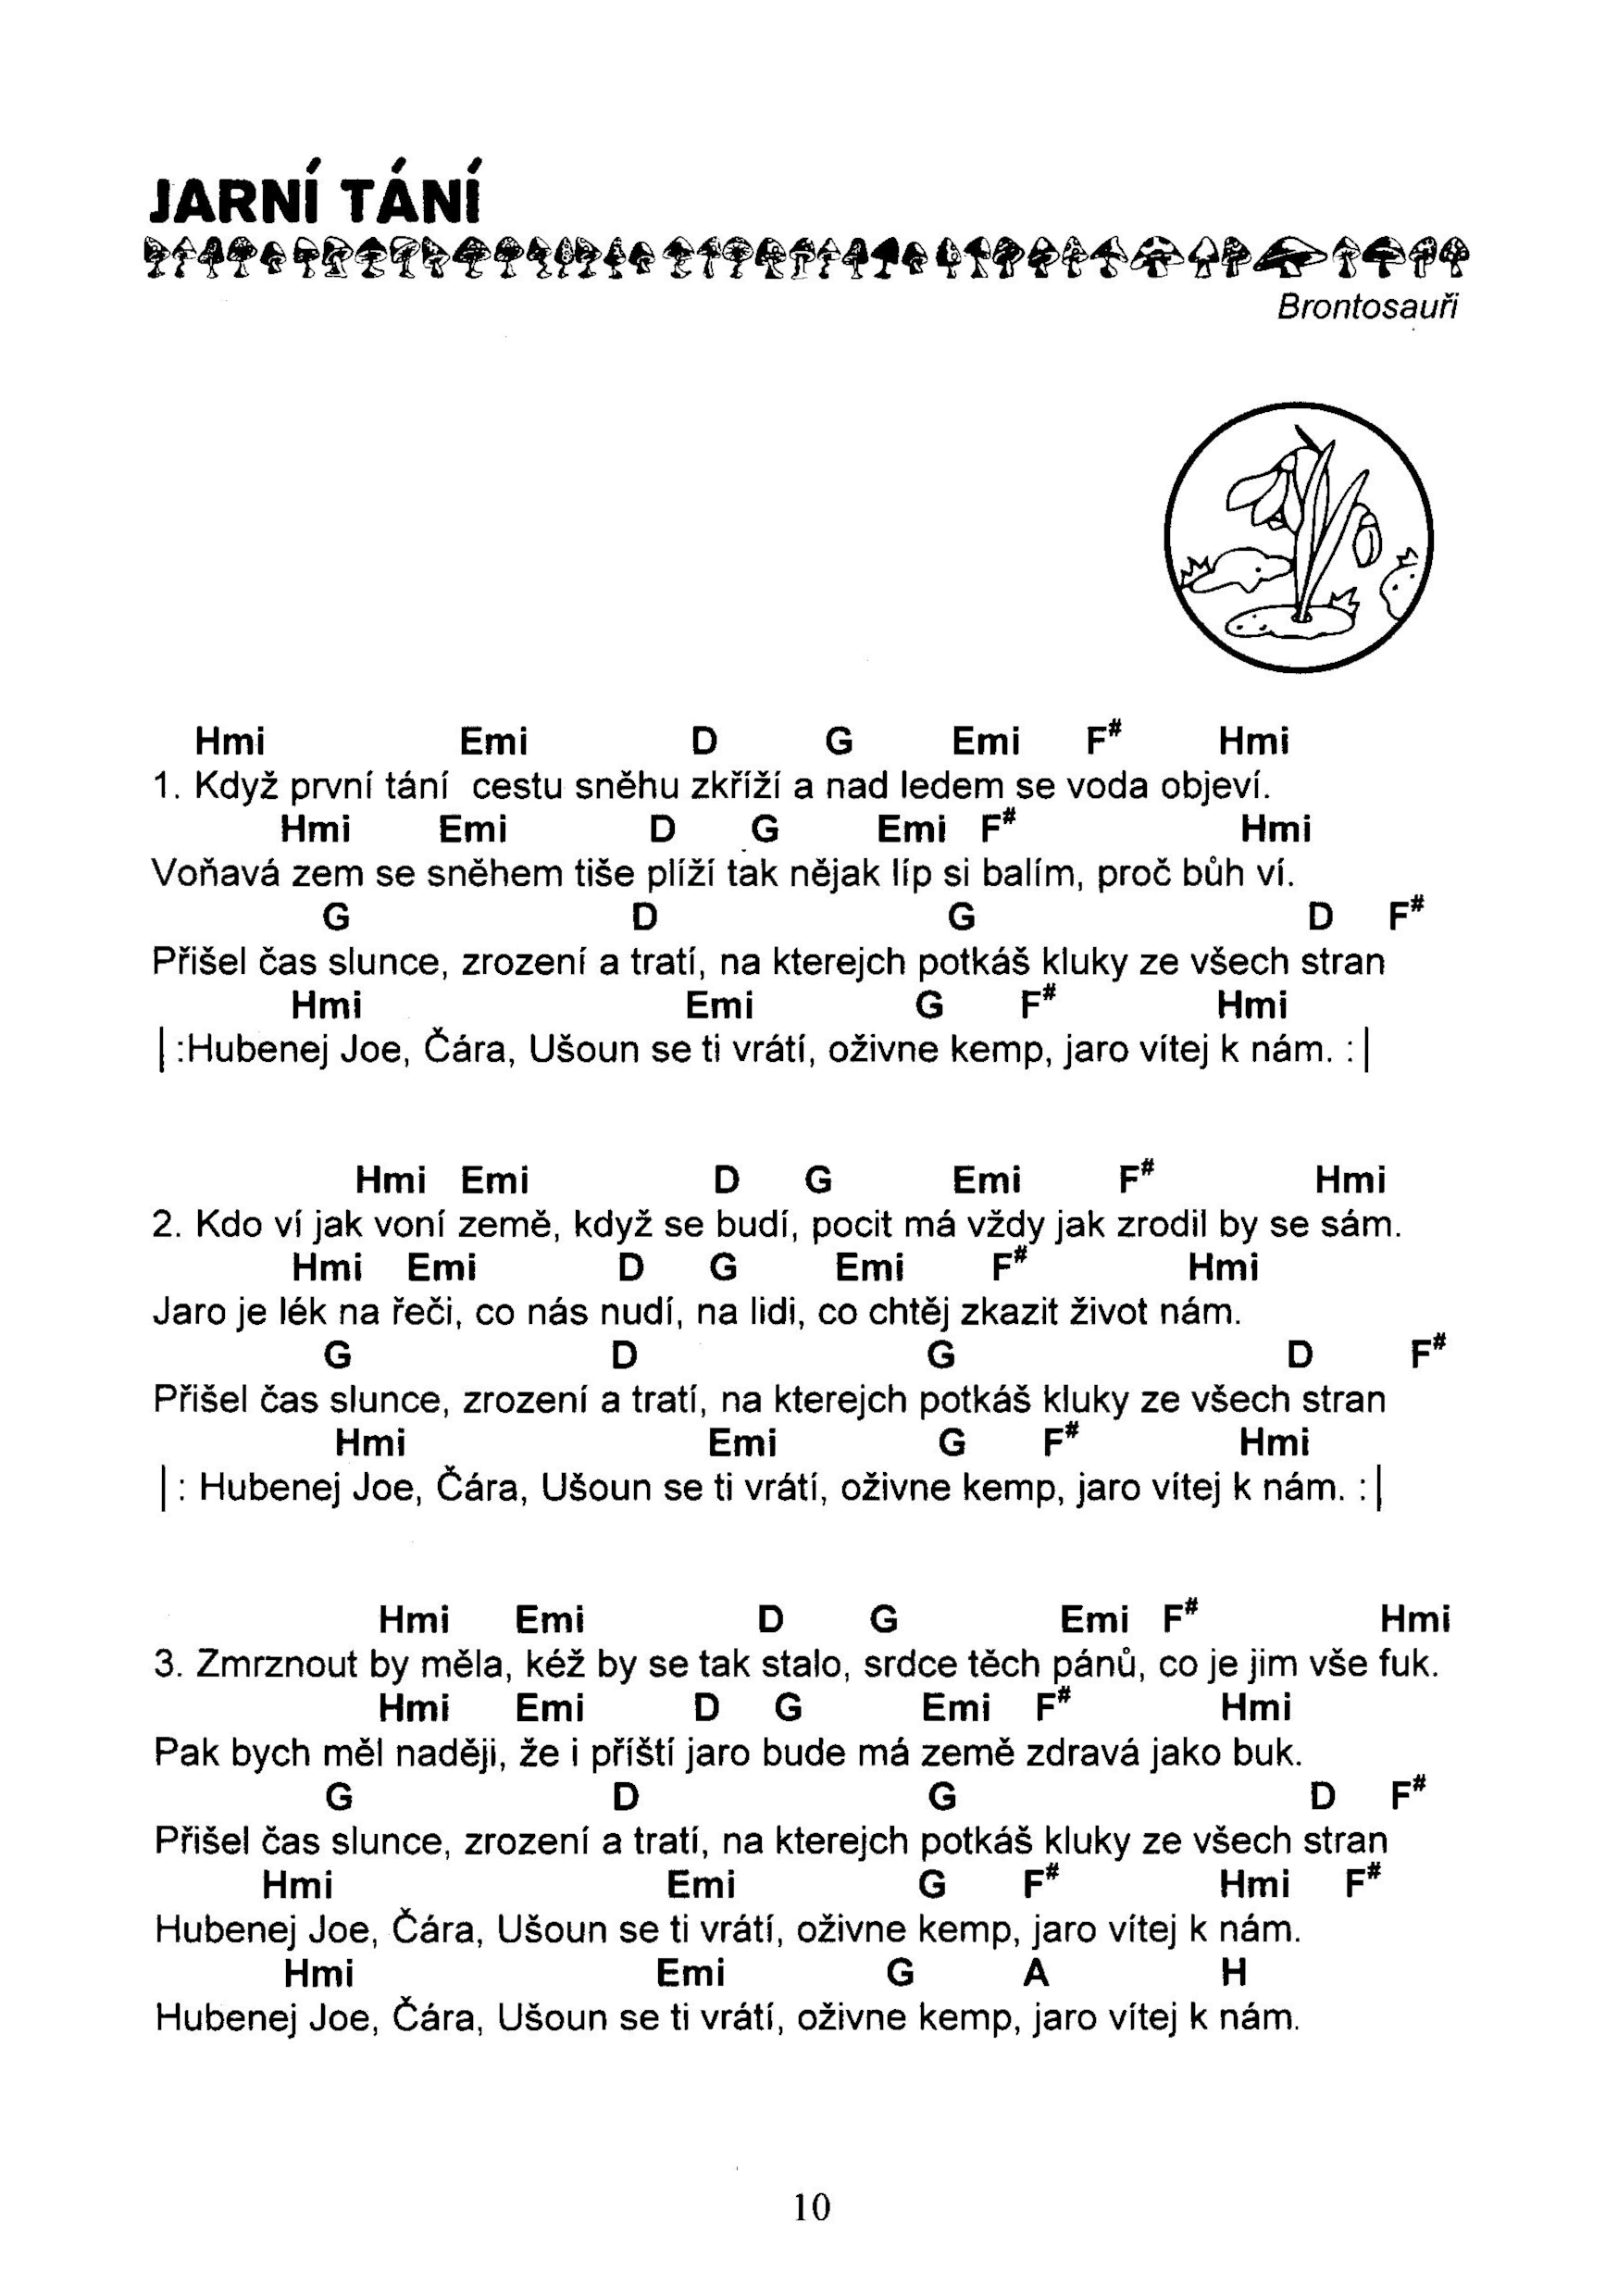 JARNÍ TÁNÍ
Brontosauři
Hmi Emi D G Emi F# Hmi
1. Když první tání cestu sněhu zkříží a nad ledem se voda objeví.
Hmi Emi D G Emi F# Hmi
Voňavá zem se sněhem tiše plíží tak nějak líp si balím, proč bůh ví.
G D G D F#
Přišel čas slunce, zrození a tratí, na kterejch potkáš kluky ze všech stran
Hmi Emi G F# Hmi
|:Hubenej Joe, Čára, Ušoun se ti vrátí, oživne kemp, jaro vítej k nám. :|
Hmi Emi D G Emi F# Hmi
2. Kdo ví jak voní země, když se budí, pocit má vždy jak zrodil by se sám.
Hmi Emi D G Emi F# Hmi
Jaro je lék na řeči, co nás nudí, na lidi, co chtěj zkazit život nám.
G D G D F#
Přišel čas slunce, zrození a tratí, na kterejch potkáš kluky ze všech stran
Hmi Emi G F# Hmi
|: Hubenej Joe, Čára, Ušoun se ti vrátí, oživne kemp, jaro vítej k nám. :|
Hmi Emi D G Emi F# Hmi
3. Zmrznout by měla, kéž by se tak stalo, srdce těch pánů, co je jim vše fuk.
Hmi Emi D G Emi F# Hmi
Pak bych měl naději, že i příští jaro bude má země zdravá jako buk.
G D G D F#
Přišel čas slunce, zrození a tratí, na kterejch potkáš kluky ze všech stran
Hmi Emi G F# Hmi F#
Hubenej Joe, Čára, Ušoun se ti vrátí, oživne kemp, jaro vítej k nám.
Hmi Emi G A H
Hubenej Joe, Čára, Ušoun se ti vrátí, oživne kemp, jaro vítej k nám.
10